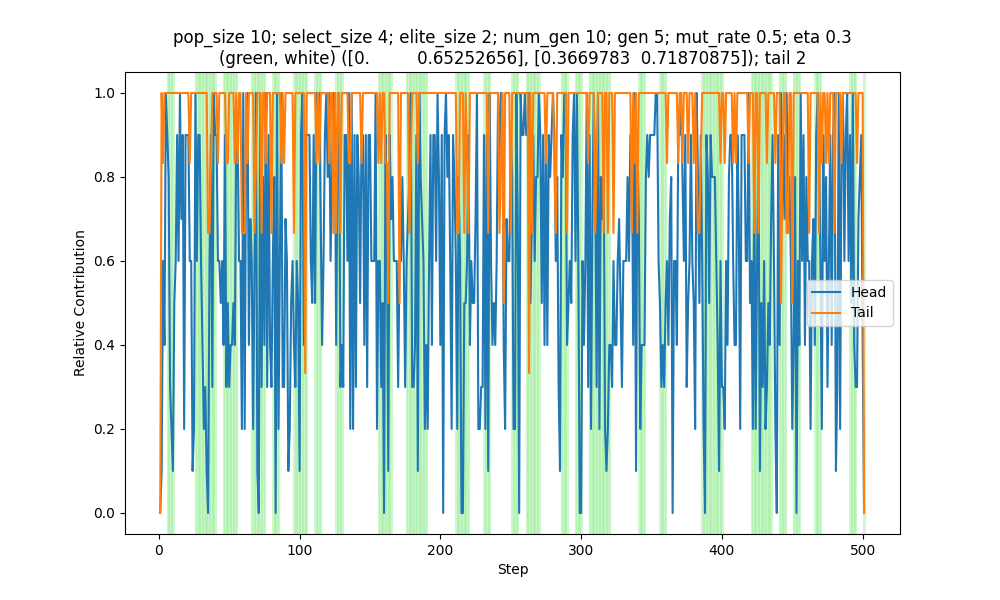 pop_size 10; select_size 4; elite_size 2; num_gen 10; gen 5; mut_rate 0.5; eta 0.3
(green, white) ([0.         0.65252656], [0.3669783  0.71870875]); tail 2
1.0
0.8
0.6
0.4
0.2
0.0
Relative Contribution
Head
Tail
0
100
200
300
400
500
Step